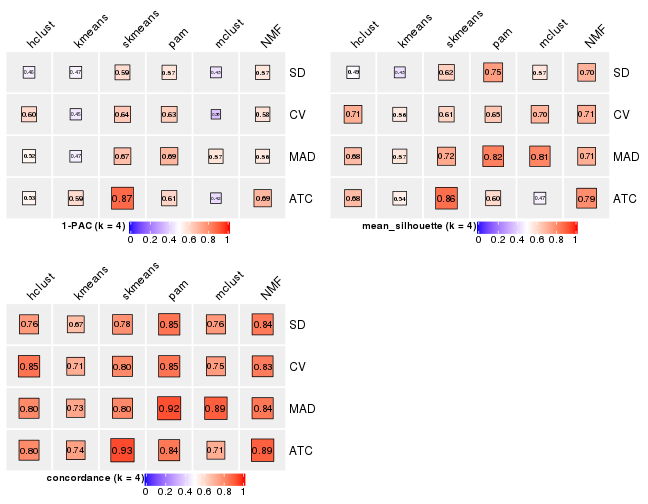 hclust kmeans skmeans pam mclust NMF
0.47 0.59 0.57 0.57 SD
0.60 0.64 0.63 0.58 CV
0.52 0.47 0.67 0.69 0.57 0.56 MAD
0.53 0.59 0.87 0.61 0.69 ATC
1-PAC (k = 4)
0 0.2 0.4 0.6 0.8 1
hclust kmeans skmeans pam mclust NMF
0.49 0.62 0.75 0.57 0.70 SD
0.71 0.56 0.61 0.65 0.70 0.71 CV
0.68 0.57 0.72 0.82 0.81 0.71 MAD
0.68 0.54 0.86 0.60 0.47 0.79 ATC
mean_silhouette (k = 4)
0 0.2 0.4 0.6 0.8 1
hclust kmeans skmeans pam mclust NMF
0.76 0.67 0.78 0.85 0.76 0.84 SD
0.85 0.71 0.80 0.85 0.75 0.83 CV
0.80 0.73 0.80 0.92 0.89 0.84 MAD
0.80 0.74 0.93 0.84 0.71 0.89 ATC
concordance (k = 4)
0 0.2 0.4 0.6 0.8 1